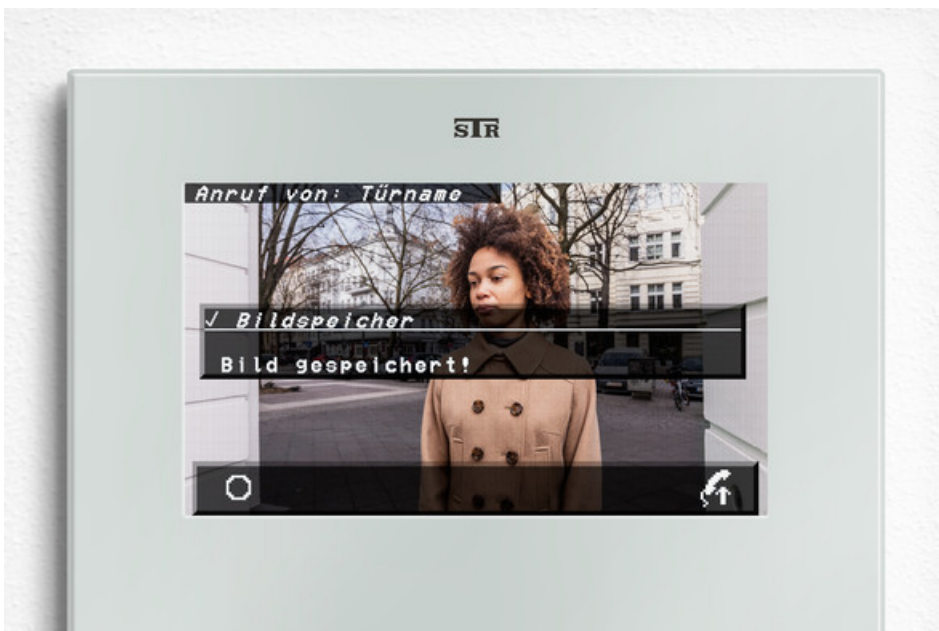 STR
Anruf von: Türname
✓ Bildspeicher
Bild gespeichert!